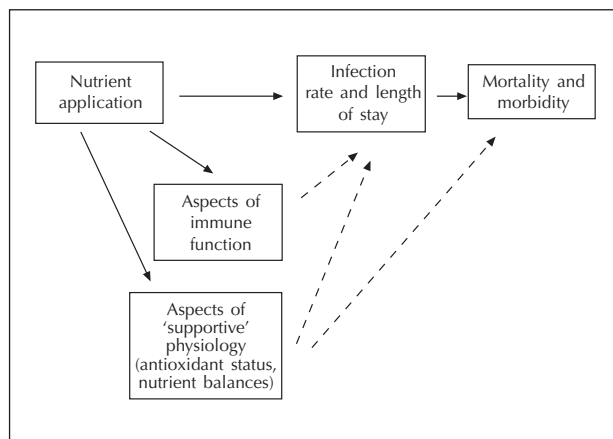 Nutrient
application
Infection
rate and length
of stay
Mortality and
morbidity
Aspects of
immune
function
Aspects of
‘supportive’
physiology
(antioxidant status,
nutrient balances)